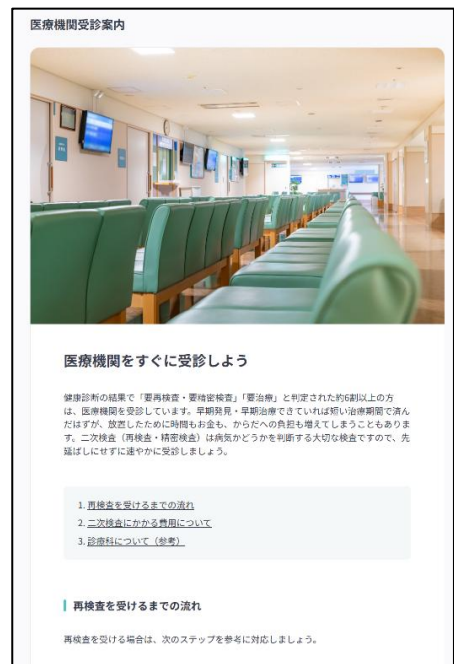 医療機関受診案内
医療機関をすぐに受診しよう
健康診断の結果で「要再検査・要精密検査」「要治療」と判定された約6割以上の方
は、医療機関を受診しています。早期発見・早期治療できていれば短い治療期間で済ん
だはずが、放置したために時間もお金も、からだへの負担も増えてしまうこともありま
す。二次検査（再検査・精密検査）は病気かどうかを判断する大切な検査ですので、先
延ばしにせずに速やかに受診しましょう。
1. 再検査を受けるまでの流れ
2. 二次検査にかかる費用について
3. 診療科について（参考）
再検査を受けるまでの流れ
再検査を受ける場合は、次のステップを参考に対応しましょう。